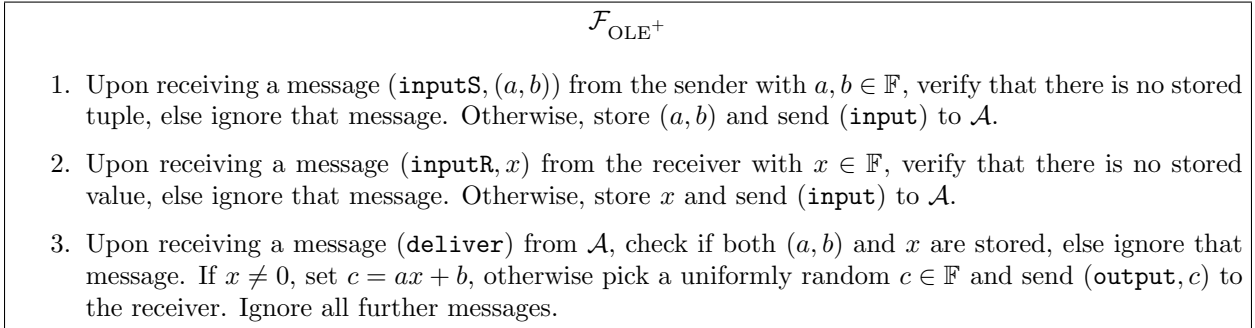 𝓕_OLE⁺
1. Upon receiving a message (inputS, (a, b)) from the sender with a, b ∈ 𝔽, verify that there is no stored
tuple, else ignore that message. Otherwise, store (a, b) and send (input) to 𝒜.
2. Upon receiving a message (inputR, x) from the receiver with x ∈ 𝔽, verify that there is no stored
value, else ignore that message. Otherwise, store x and send (input) to 𝒜.
3. Upon receiving a message (deliver) from 𝒜, check if both (a, b) and x are stored, else ignore that
message. If x ≠ 0, set c = ax + b, otherwise pick a uniformly random c ∈ 𝔽 and send (output, c) to
the receiver. Ignore all further messages.